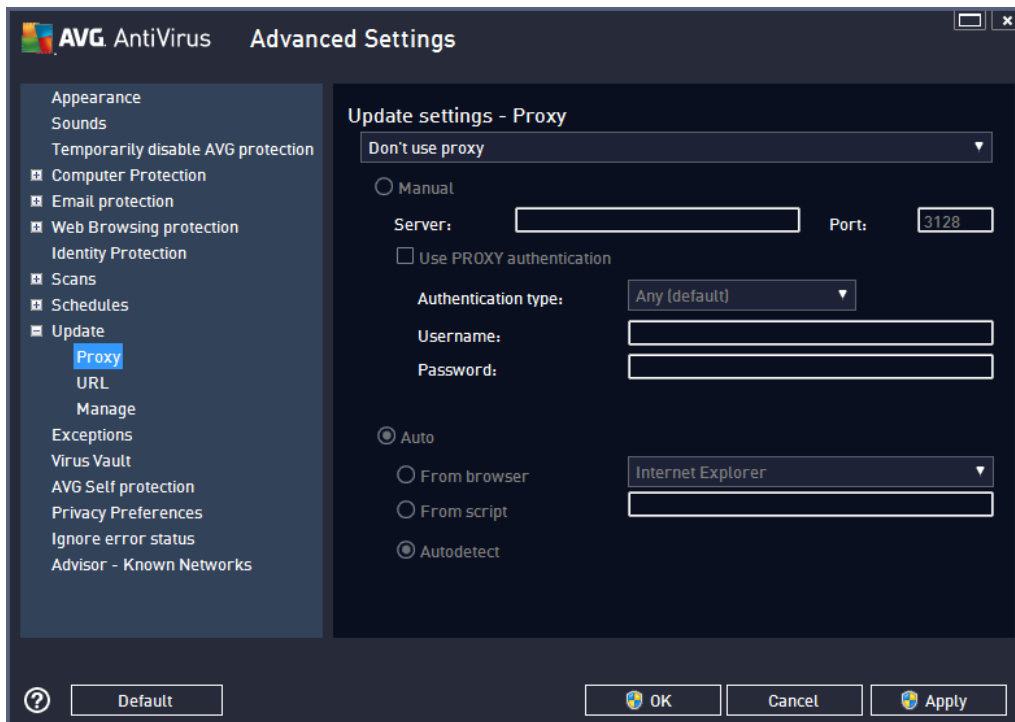 AVG AntiVirus Advanced Settings
Appearance
Sounds
Temporarily disable AVG protection
Computer Protection
Email protection
Web Browsing protection
Identity Protection
Scans
Schedules
Update
Proxy
URL
Manage
Exceptions
Virus Vault
AVG Self protection
Privacy Preferences
Ignore error status
Advisor - Known Networks
Update settings - Proxy
Don't use proxy
Manual
Server: Port: 3128
Use PROXY authentication
Authentication type: Any (default)
Username:
Password:
Auto
From browser Internet Explorer
From script
Autodetect
? Default OK Cancel Apply